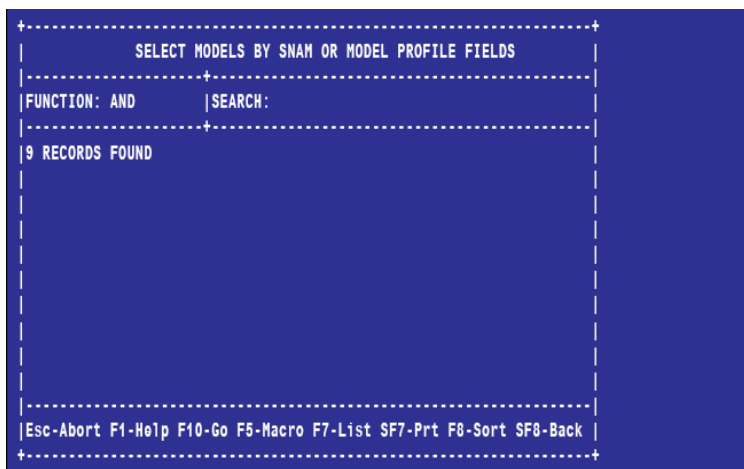 SELECT MODELS BY SNAM OR MODEL PROFILE FIELDS
FUNCTION: AND |SEARCH:
9 RECORDS FOUND
Esc-Abort F1-Help F10-Go F5-Macro F7-List SF7-Prt F8-Sort SF8-Back